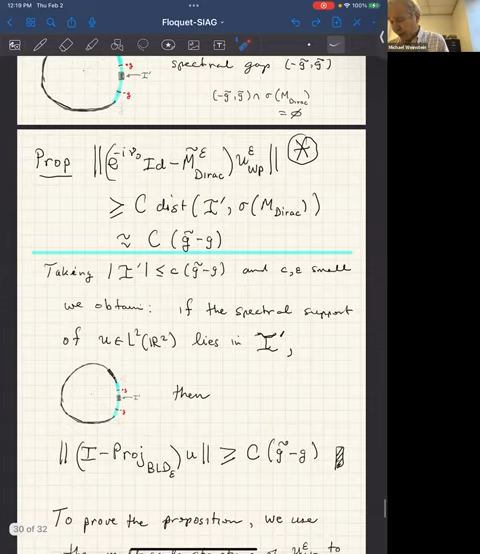 12:19 PM Thu Feb 2
Floquet-SIAG
Michael Weinstein
g̃
I'
g
spectral gap (-g̃, g̃)
(-g̃, g̃) ∩ σ(M_Dirac)
= ∅
Prop ‖(e^{-iν₀} Id - M̃^ε_Dirac) u^ε_WP‖ ⊛
≥ C dist(I', σ(M_Dirac))
≈ C (g̃-g)
Taking |I'| ≤ c(g̃-g) and c, ε small
we obtain: if the spectral support
of u ∈ L²(ℝ²) lies in I',
I'
g
then
‖(I - Proj_{BLD_ε}) u‖ ≥ C (g̃-g)
30 of 32
To prove the proposition, we use